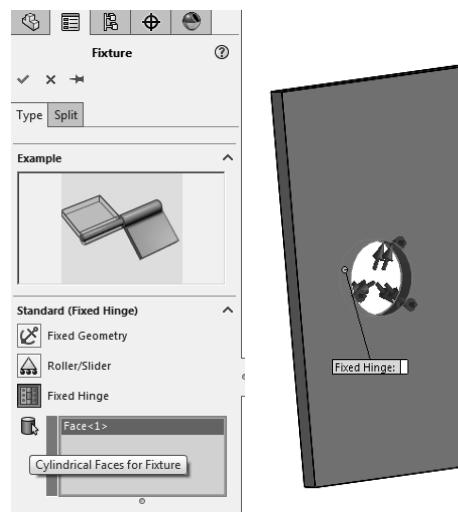 Fixture
Type Split
Example
Standard (Fixed Hinge)
Fixed Geometry
Roller/Slider
Fixed Hinge
Face<1>
Cylindrical Faces for Fixture
Fixed Hinge: